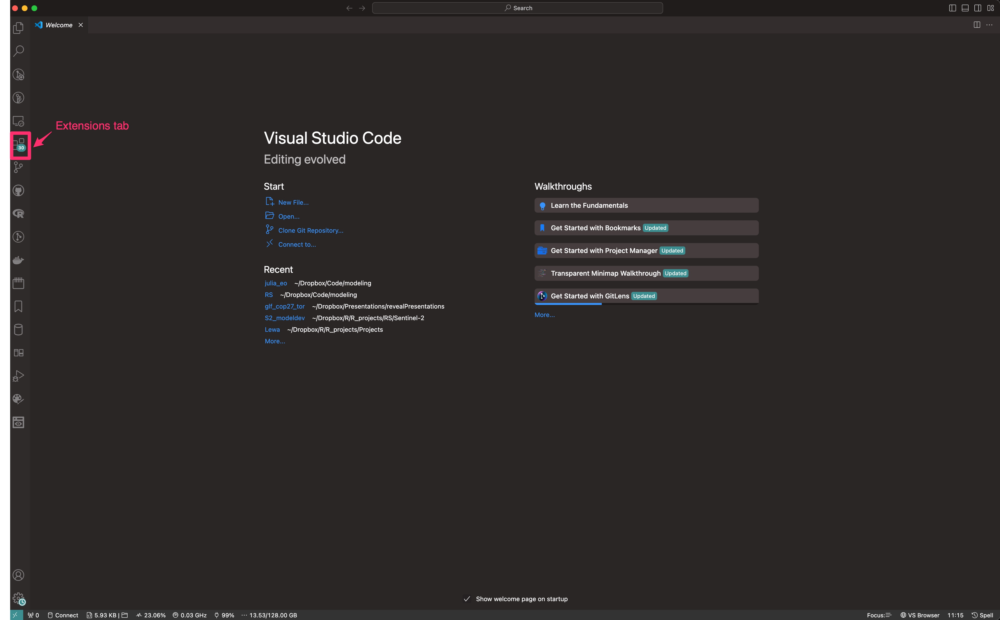 Search
Welcome
Extensions tab
30
Visual Studio Code
Editing evolved
Start
New File...
Open...
Clone Git Repository...
Connect to...
Recent
julia_eo ~/Dropbox/Code/modeling
RS ~/Dropbox/Code/modeling
glf_cop27_tor ~/Dropbox/Presentations/revealPresentations
S2_modeldev ~/Dropbox/R/R_projects/RS/Sentinel-2
Lewa ~/Dropbox/R/R_projects/Projects
More...
Walkthroughs
Learn the Fundamentals
Get Started with Bookmarks Updated
Get Started with Project Manager Updated
Transparent Minimap Walkthrough Updated
Get Started with GitLens Updated
More...
Show welcome page on startup
0 Connect 5.93 KB | 23.06% 0.03 GHz 99% ··· 13.53/128.00 GB Focus: VS Browser 11:15 Spell